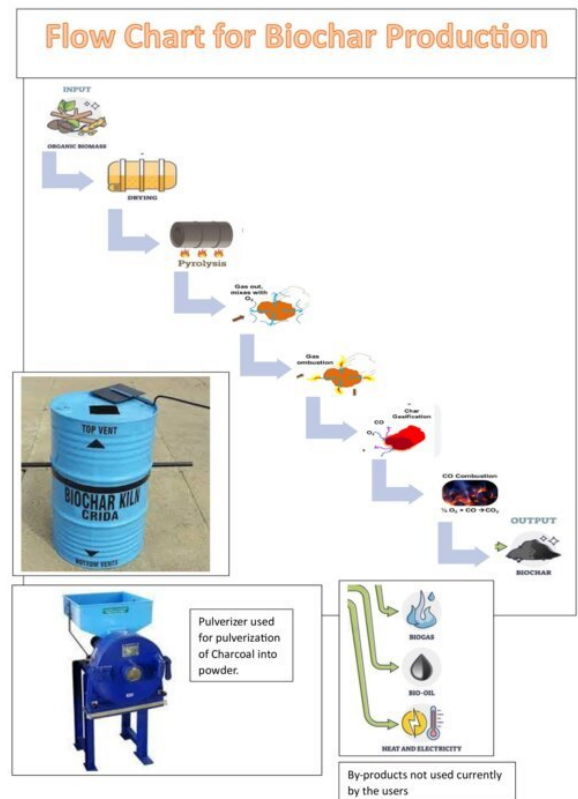 Flow Chart for Biochar Production
INPUT
ORGANIC BIOMASS
DRYING
Pyrolysis
Gas out,
mixes with
O₂
Gas
ombustion
Char
Gasification
CO
O₂
CO Combustion
½ O₂ + CO → CO₂
OUTPUT
BIOCHAR
TOP VENT
BIOCHAR KILN
CRIDA
BOTTOM VENTS
Pulverizer used
for pulverization
of Charcoal into
powder.
BIOGAS
BIO-OIL
HEAT AND ELECTRICITY
By-products not used currently
by the users